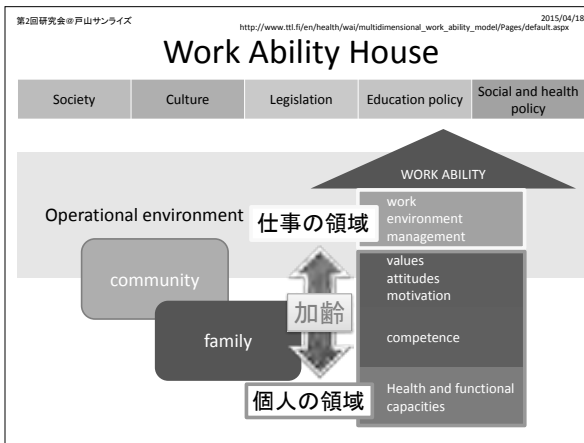 第2回研究会@戸山サンライズ
2015/04/18
http://www.ttl.fi/en/health/wai/multidimensional_work_ability_model/Pages/default.aspx
Work Ability House
Society
Culture
Legislation
Education policy
Social and health
policy
WORK ABILITY
Operational environment
仕事の領域
work
environment
management
community
values
attitudes
motivation
加齢
family
competence
個人の領域
Health and functional
capacities